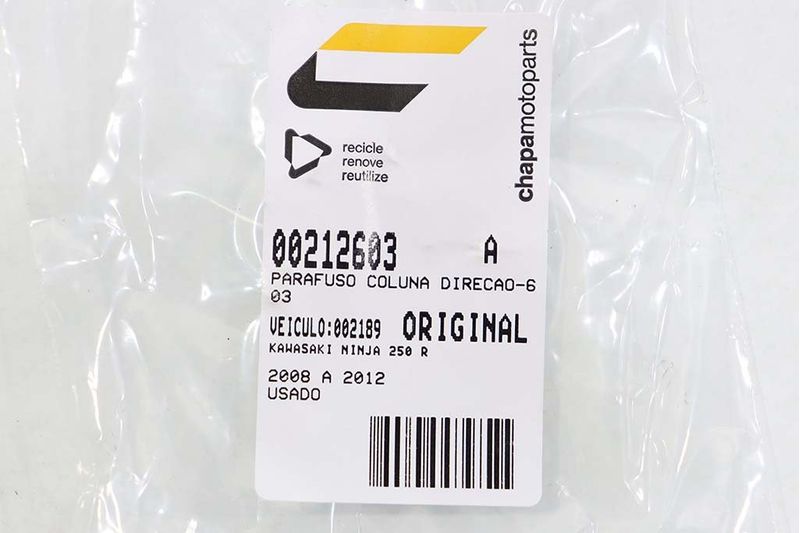 chapamotoparts
recicle
renove
reutilize
00212603 A
PARAFUSO COLUNA DIRECAO-6
03
VEICULO:002189 ORIGINAL
KAWASAKI NINJA 250 R
2008 A 2012
USADO